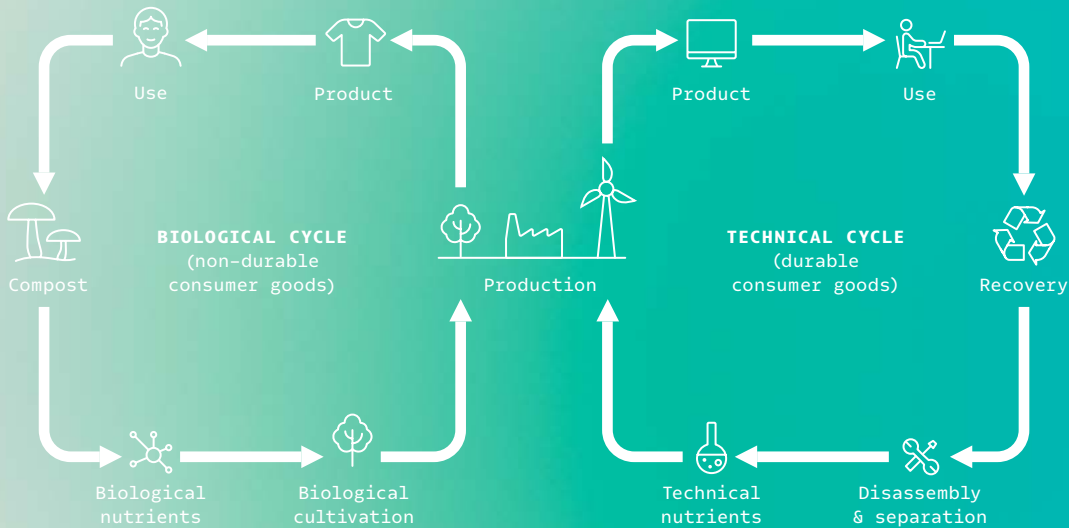 Use
Product
Product
Use
BIOLOGICAL CYCLE
(non-durable
consumer goods)
TECHNICAL CYCLE
(durable
consumer goods)
Compost
Production
Recovery
Biological
nutrients
Biological
cultivation
Technical
nutrients
Disassembly
& separation